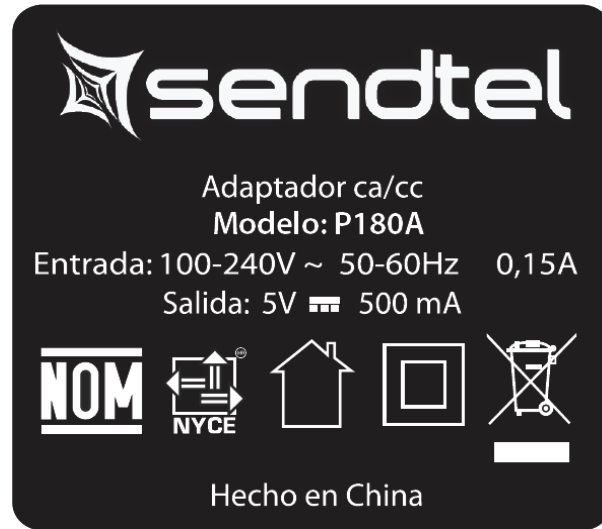 sendtel
Adaptador ca/cc
Modelo: P180A
Entrada: 100-240V ~ 50-60Hz 0,15A
Salida: 5V ⎓ 500 mA
NOM
NYCE
Hecho en China